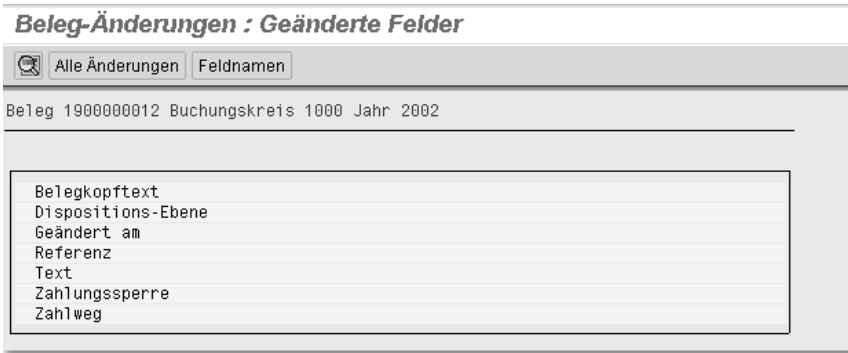 Beleg-Änderungen : Geänderte Felder
Alle Änderungen Feldnamen
Beleg 1900000012 Buchungskreis 1000 Jahr 2002
Belegkopftext
Dispositions-Ebene
Geändert am
Referenz
Text
Zahlungssperre
Zahlweg